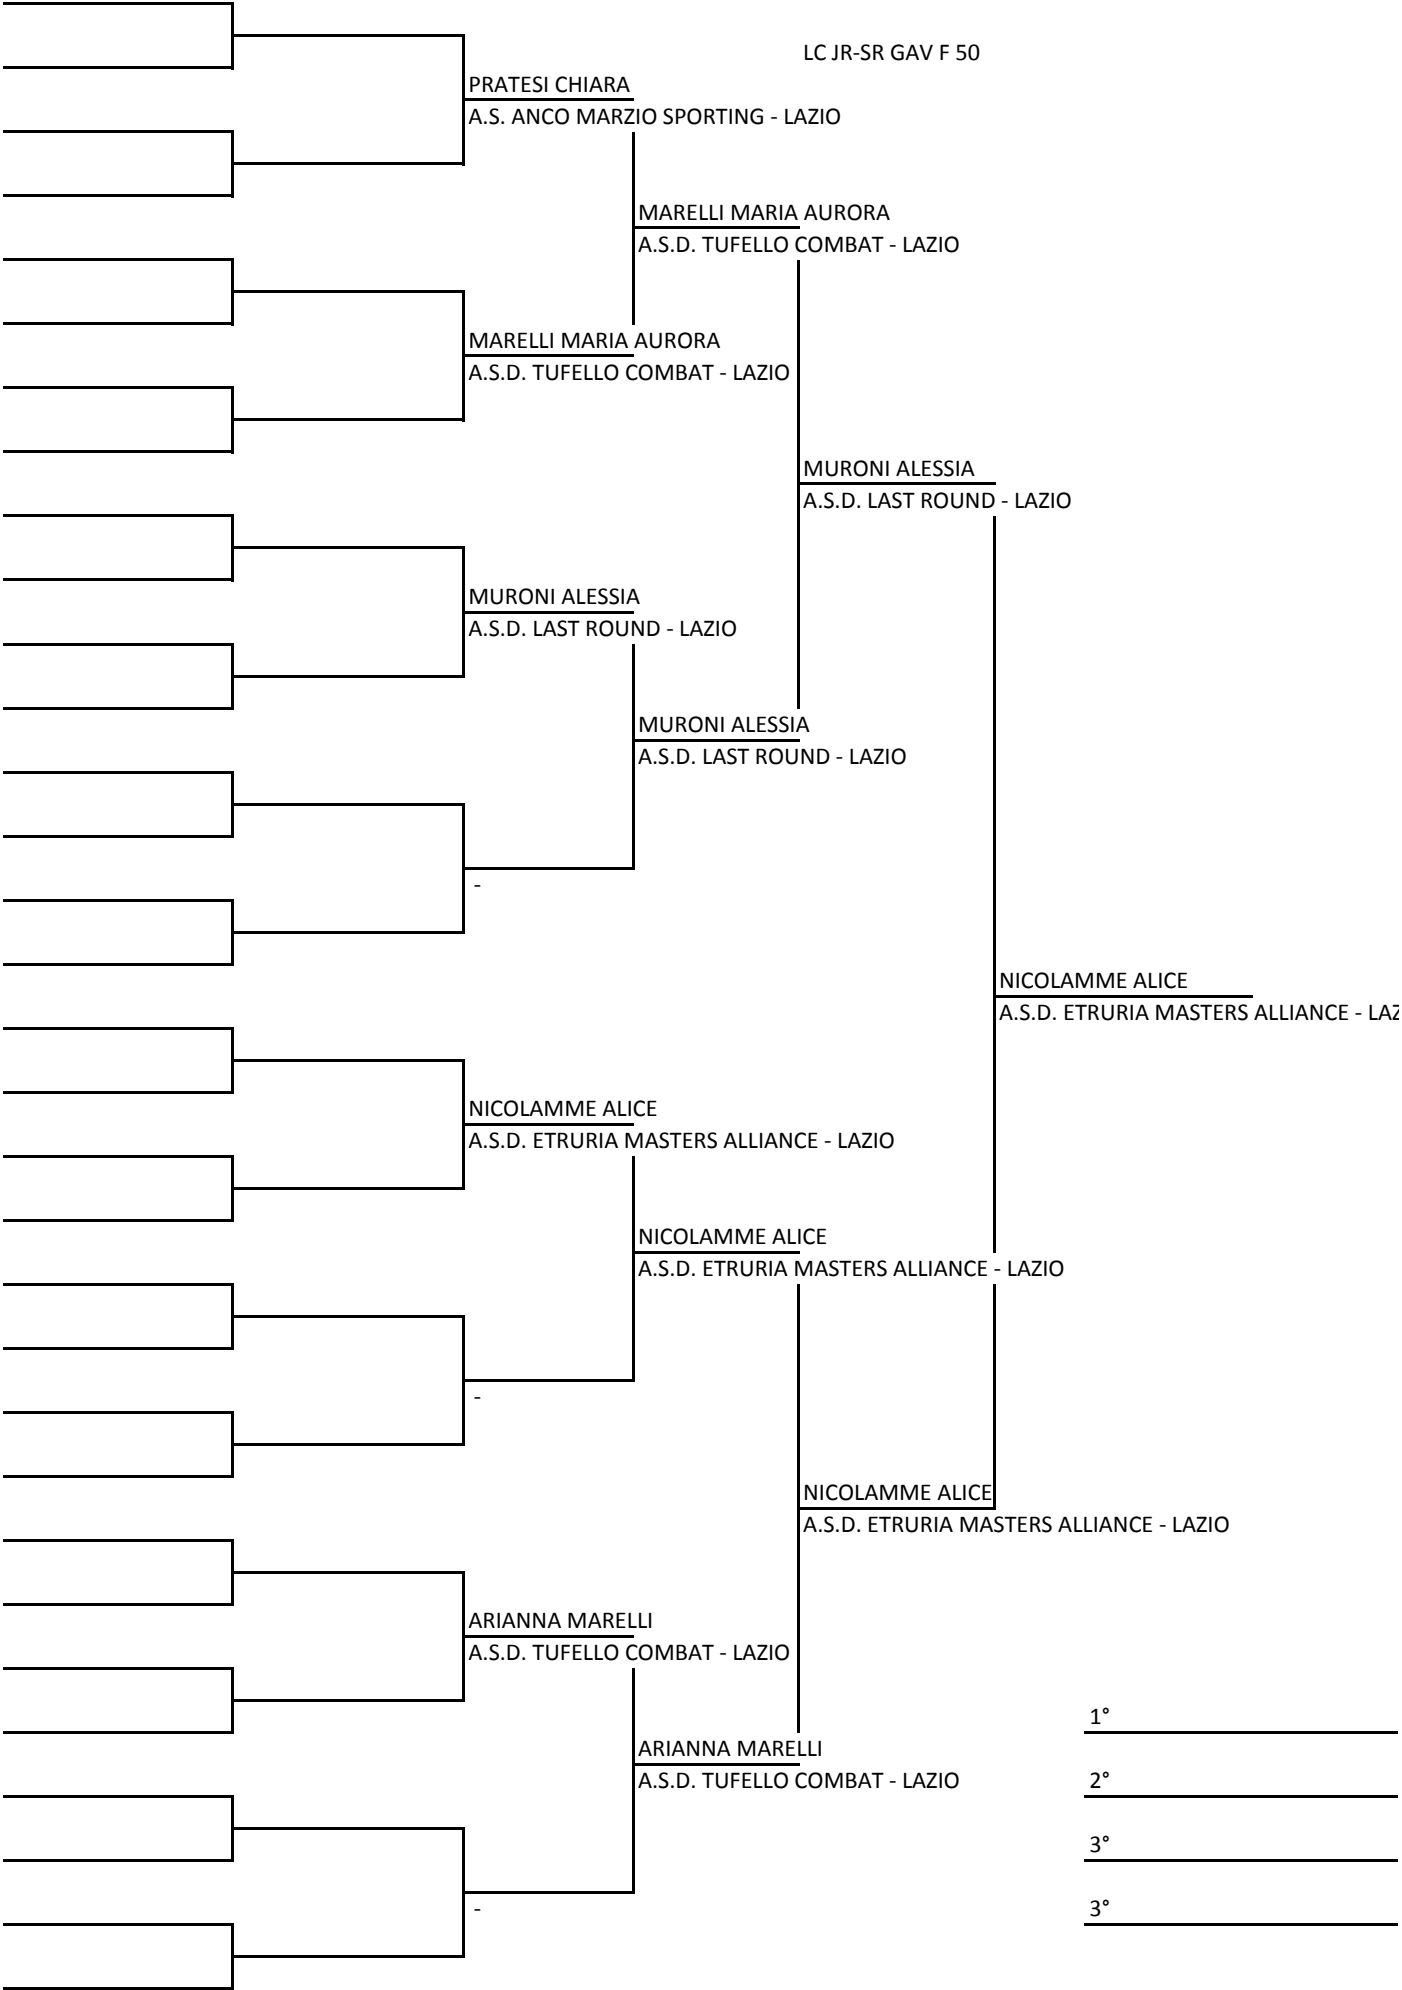 LC JR-SR GAV F 50
PRATESI CHIARA
A.S. ANCO MARZIO SPORTING - LAZIO
MARELLI MARIA AURORA
A.S.D. TUFELLO COMBAT - LAZIO
MARELLI MARIA AURORA
A.S.D. TUFELLO COMBAT - LAZIO
MURONI ALESSIA
A.S.D. LAST ROUND - LAZIO
MURONI ALESSIA
A.S.D. LAST ROUND - LAZIO
MURONI ALESSIA
A.S.D. LAST ROUND - LAZIO
-
NICOLAMME ALICE
A.S.D. ETRURIA MASTERS ALLIANCE - LAZ
NICOLAMME ALICE
A.S.D. ETRURIA MASTERS ALLIANCE - LAZIO
NICOLAMME ALICE
A.S.D. ETRURIA MASTERS ALLIANCE - LAZIO
-
NICOLAMME ALICE
A.S.D. ETRURIA MASTERS ALLIANCE - LAZIO
ARIANNA MARELLI
A.S.D. TUFELLO COMBAT - LAZIO
ARIANNA MARELLI
A.S.D. TUFELLO COMBAT - LAZIO
-
1°
2°
3°
3°